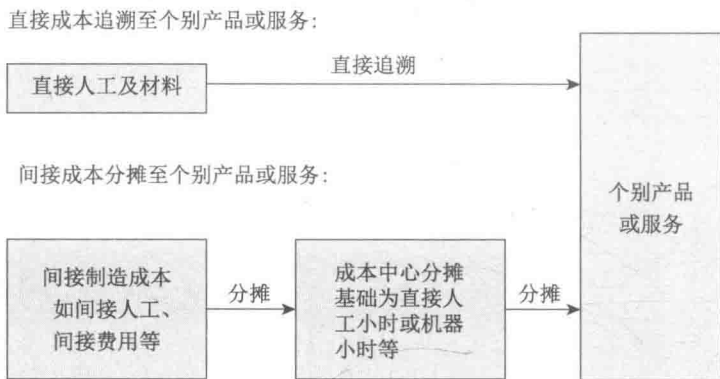 直接成本追溯至个别产品或服务：
直接人工及材料
直接追溯
间接成本分摊至个别产品或服务：
个别产品
或服务
间接制造成本
如间接人工、
间接费用等
分摊
成本中心分摊
基础为直接人
工小时或机器
小时等
分摊